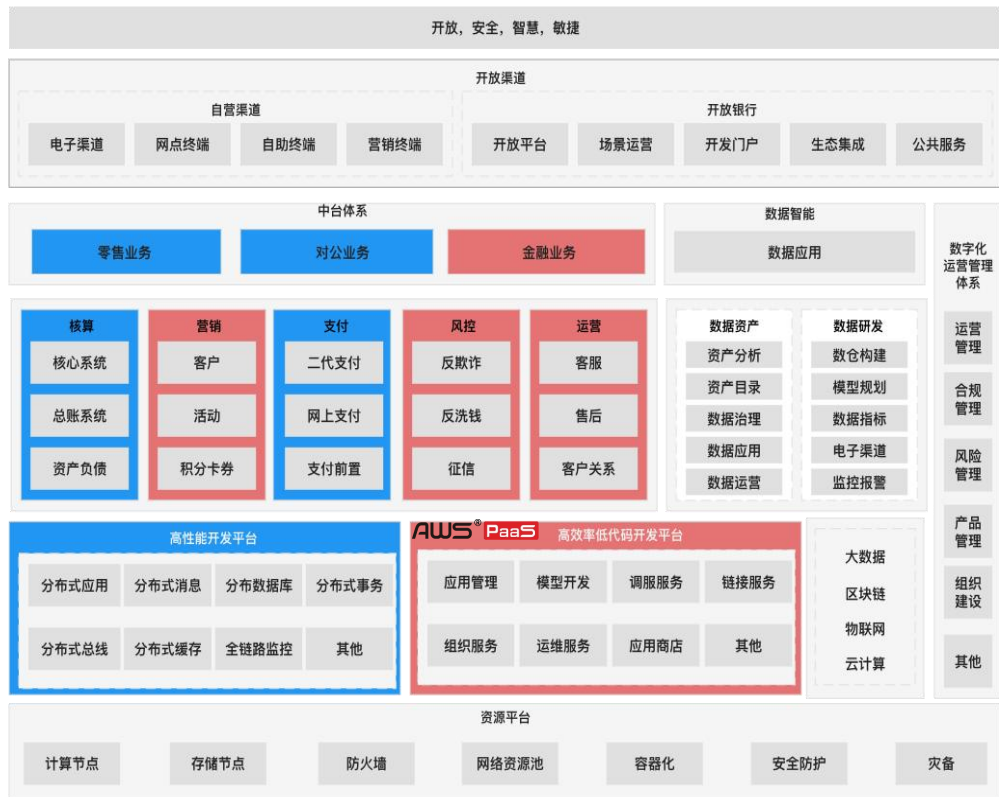 开放，安全，智慧，敏捷
开放渠道
自营渠道
电子渠道
网点终端
自助终端
营销终端
开放银行
开放平台
场景运营
开发门户
生态集成
公共服务
中台体系
零售业务
对公业务
金融业务
数据智能
数据应用
核算
核心系统
总账系统
资产负债
营销
客户
活动
积分卡券
支付
二代支付
网上支付
支付前置
风控
反欺诈
反洗钱
征信
运营
客服
售后
客户关系
数据资产
资产分析
资产目录
数据治理
数据应用
数据运营
数据研发
数仓构建
模型规划
数据指标
电子渠道
监控报警
数字化
运营管理
体系
运营
管理
合规
管理
风险
管理
产品
管理
组织
建设
其他
高性能开发平台
分布式应用
分布式消息
分布数据库
分布式事务
分布式总线
分布式缓存
全链路监控
其他
AWS® PaaS 高效率低代码开发平台
应用管理
模型开发
调服服务
链接服务
组织服务
运维服务
应用商店
其他
大数据
区块链
物联网
云计算
资源平台
计算节点
存储节点
防火墙
网络资源池
容器化
安全防护
灾备